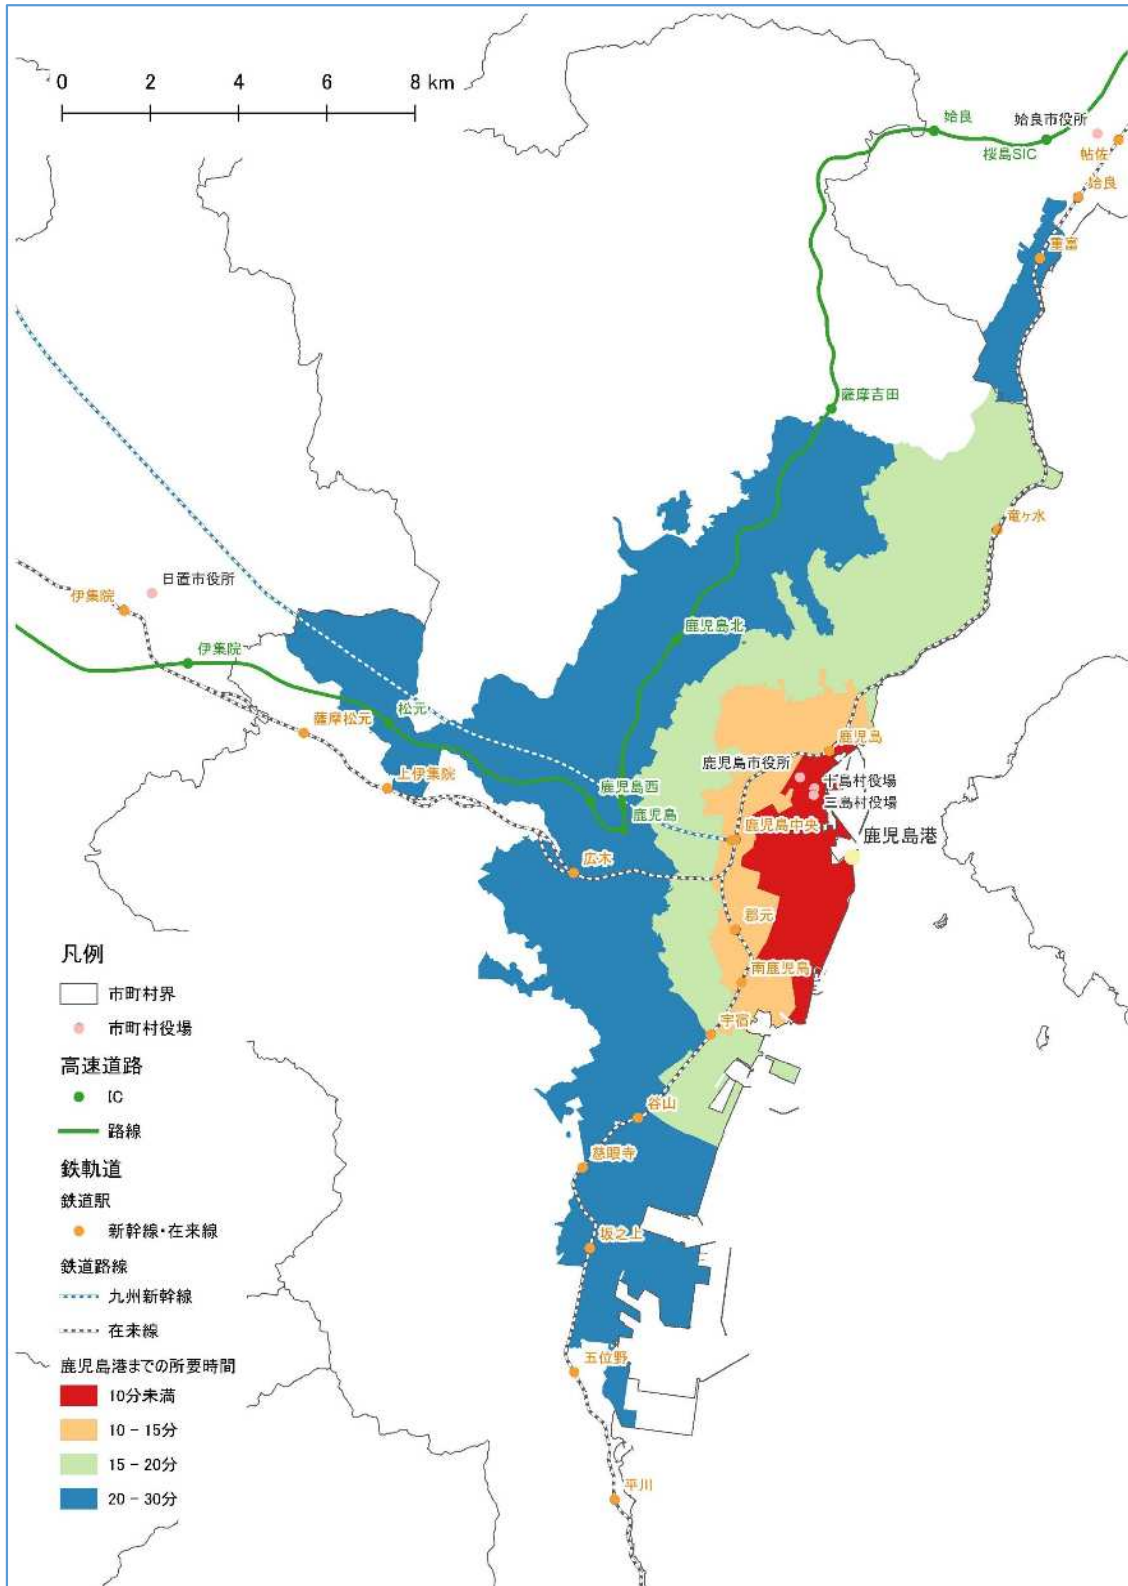 0 2 4 6 8 km
姶良
姶良市役所
桜島SIC
帖佐
姶良
重富
薩摩吉田
竜ヶ水
日置市役所
伊集院
伊集院
鹿児島北
松元
薩摩松元
鹿児島
鹿児島市役所
上伊集院
鹿児島西
十島村役場
三島村役場
鹿児島
鹿児島中央
鹿児島港
広木
郡元
南鹿児島
宇宿
谷山
慈眼寺
坂之上
五位野
平川
凡例
市町村界
市町村役場
高速道路
IC
路線
鉄軌道
鉄道駅
新幹線・在来線
鉄道路線
九州新幹線
在来線
鹿児島港までの所要時間
10分未満
10 - 15分
15 - 20分
20 - 30分